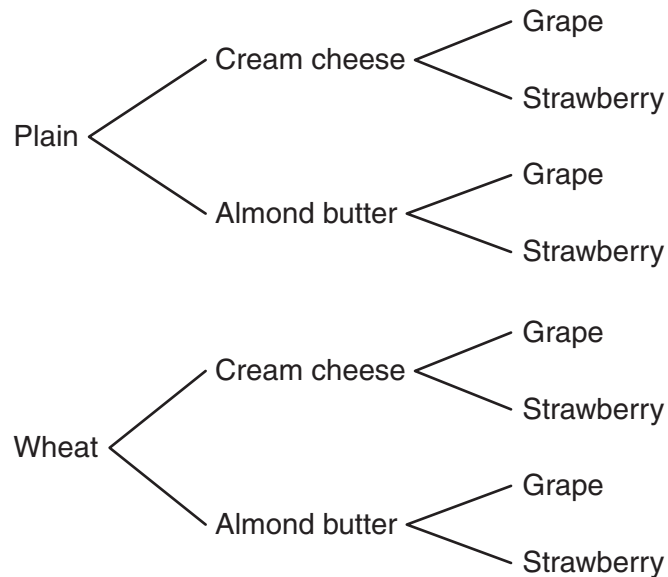 Plain
Cream cheese
Grape
Strawberry
Almond butter
Grape
Strawberry
Wheat
Cream cheese
Grape
Strawberry
Almond butter
Grape
Strawberry